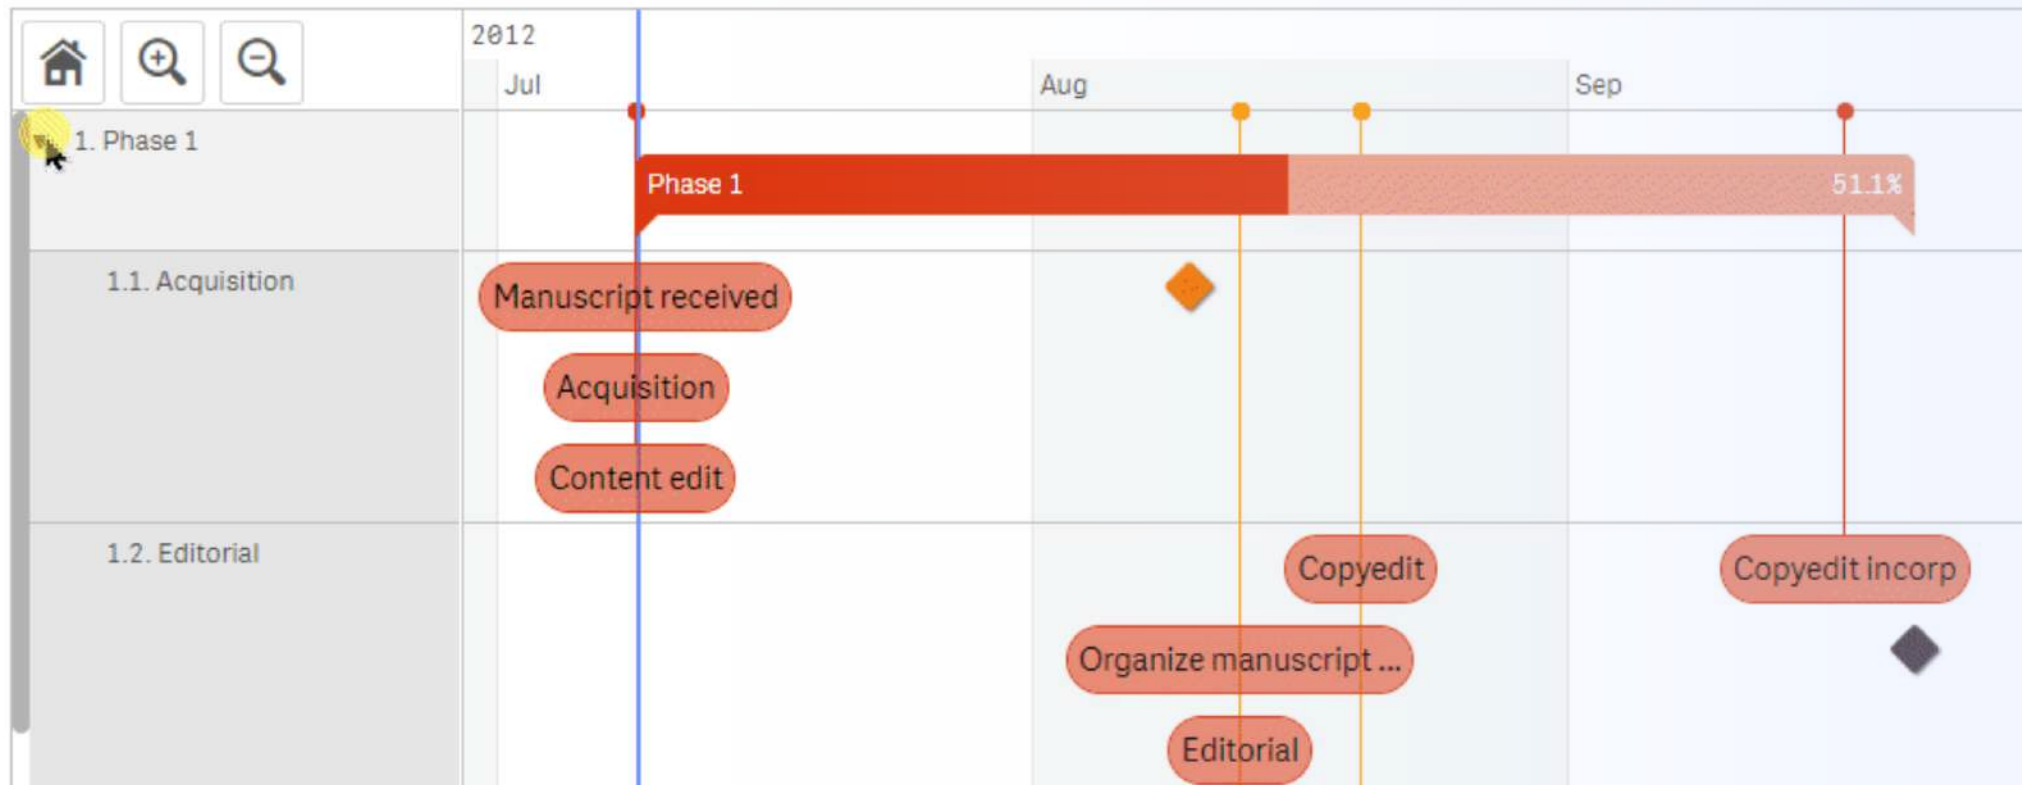 2012
Jul Aug Sep
1. Phase 1
Phase 1 51.1%
1.1. Acquisition
Manuscript received
Acquisition
Content edit
1.2. Editorial
Copyedit Copyedit incorp
Organize manuscript ...
Editorial